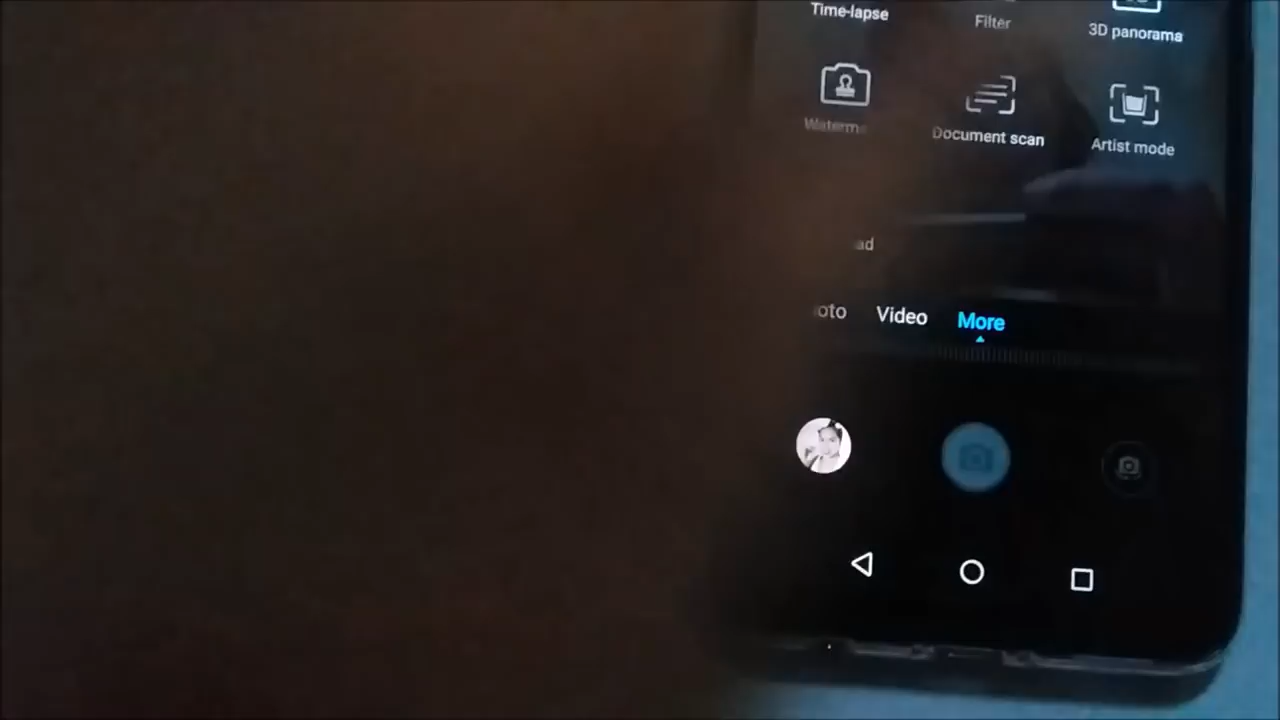 Time-lapse
Filter
3D panorama
Document scan
Artist mode
Video
More